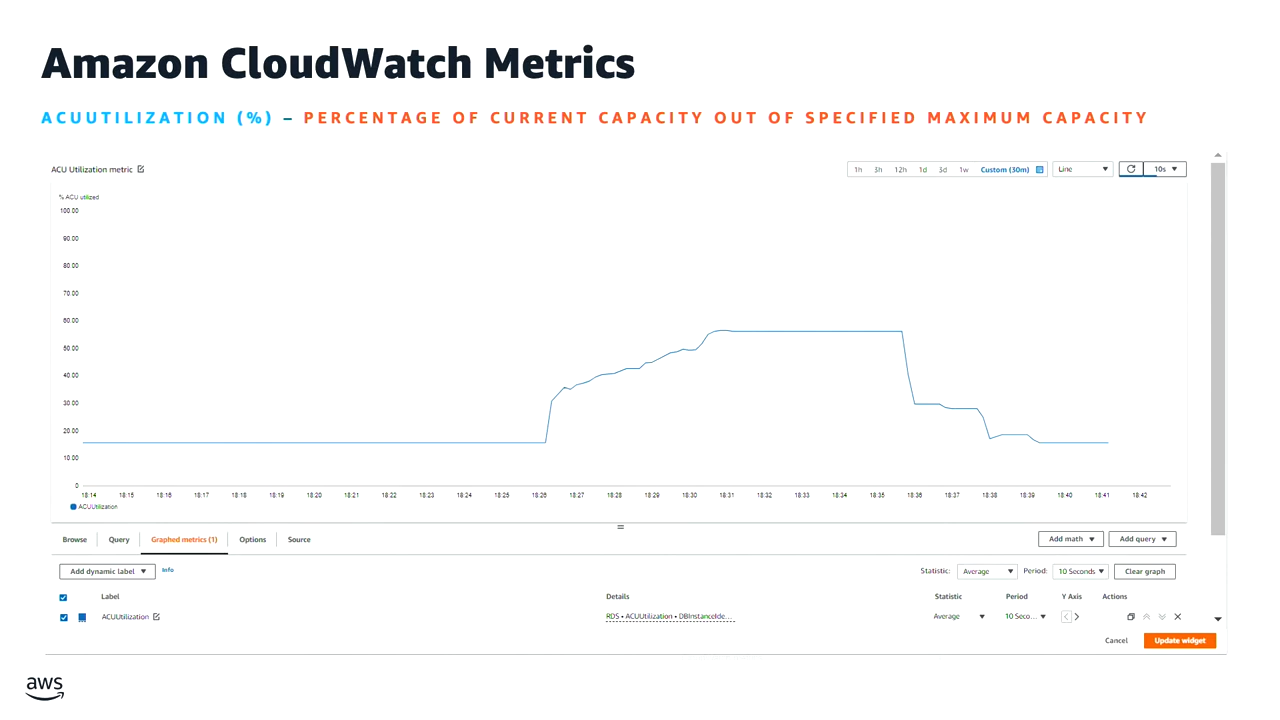 Amazon CloudWatch Metrics
ACUUTILIZATION (%) – PERCENTAGE OF CURRENT CAPACITY OUT OF SPECIFIED MAXIMUM CAPACITY
ACU Utilization metric
1h 3h 12h 1d 3d 1w Custom (30m) Line 10s
% ACU utilized
100.00
90.00
80.00
70.00
60.00
50.00
40.00
30.00
20.00
10.00
0
18:14 18:15 18:16 18:17 18:18 18:19 18:20 18:21 18:22 18:23 18:24 18:25 18:26 18:27 18:28 18:29 18:30 18:31 18:32 18:33 18:34 18:35 18:36 18:37 18:38 18:39 18:40 18:41 18:42
ACUUtilization
Browse Query Graphed metrics (1) Options Source Add math Add query
Add dynamic label Info Statistic: Average Period: 10 Seconds Clear graph
Label Details Statistic Period Y Axis Actions
ACUUtilization RDS • ACUUtilization • DBInstanceIde... Average 10 Seco...
Cancel Update widget
aws